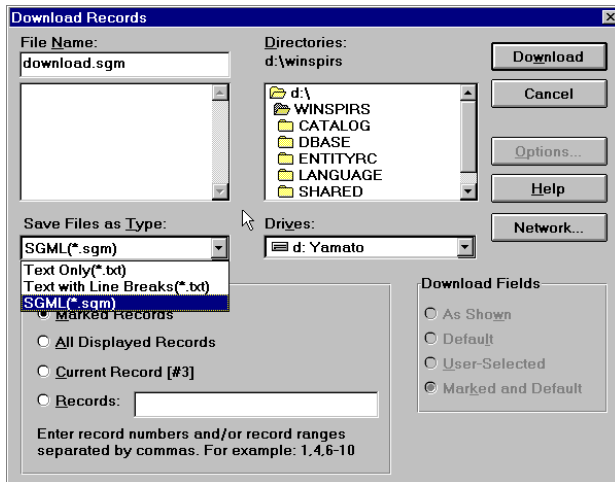 Download Records
File Name:
download.sgm
Directories:
d:\winspirs
d:\
WINSPIRS
CATALOG
DBASE
ENTITYRC
LANGUAGE
SHARED
Download
Cancel
Options...
Help
Network...
Save Files as Type:
SGML(*.sgm)
Text Only(*.txt)
Text with Line Breaks(*.txt)
SGML(*.sgm)
Drives:
d: Yamato
Marked Records
All Displayed Records
Current Record [#3]
Records:
Enter record numbers and/or record ranges
separated by commas. For example: 1,4,6-10
Download Fields
As Shown
Default
User-Selected
Marked and Default